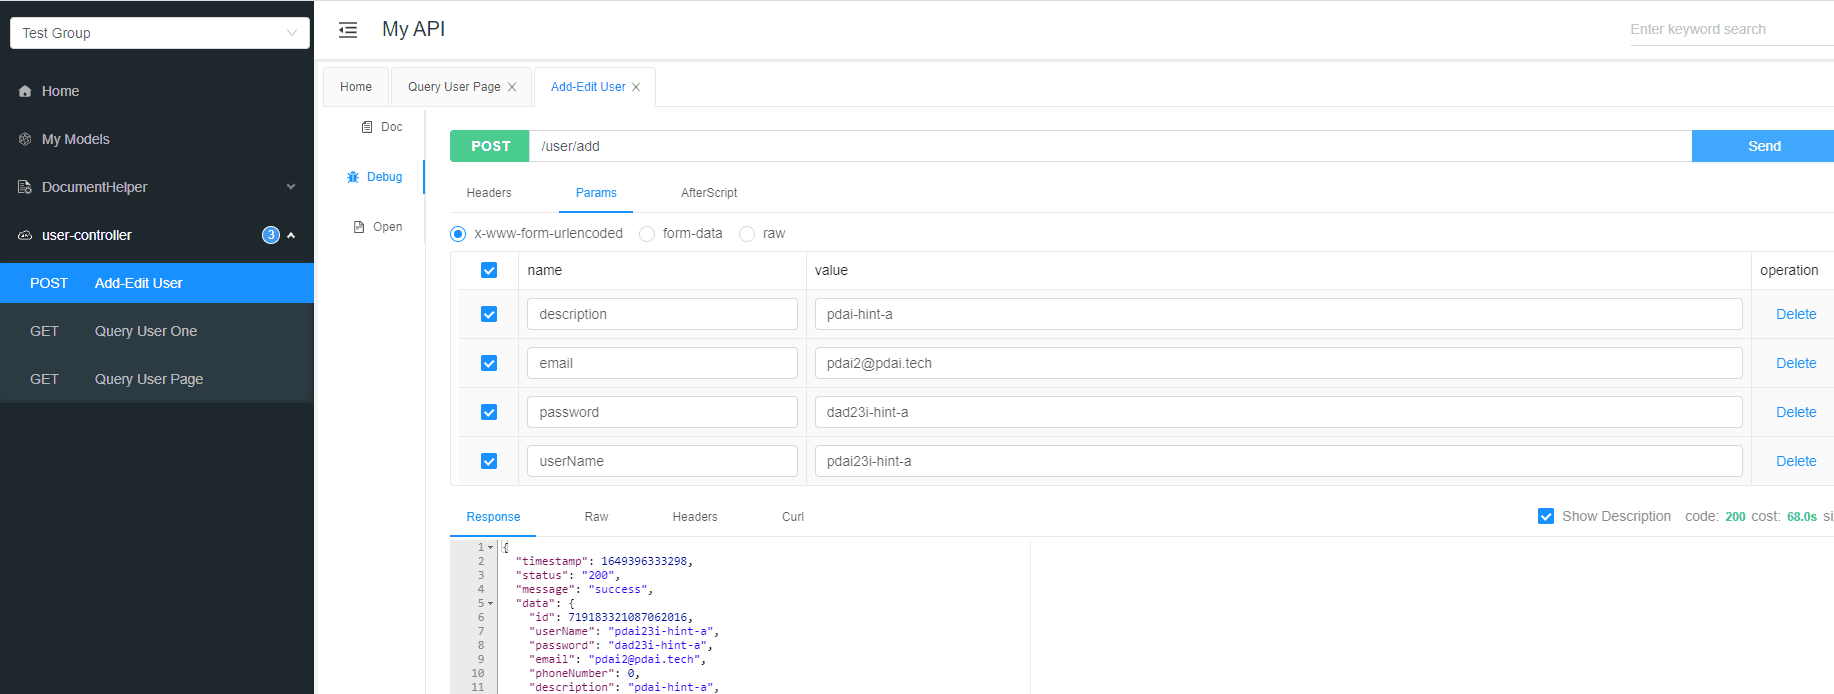 Test Group
My API
Enter keyword search
Home
My Models
DocumentHelper
user-controller 3
POST Add-Edit User
GET Query User One
GET Query User Page
Home Query User Page Add-Edit User
Doc
Debug
Open
POST /user/add Send
Headers Params AfterScript
x-www-form-urlencoded form-data raw
name value operation
description pdai-hint-a Delete
email pdai2@pdai.tech Delete
password dad23i-hint-a Delete
userName pdai23i-hint-a Delete
Response Raw Headers Curl Show Description code: 200 cost: 68.0s si
1 {
2 "timestamp": 1649396333298,
3 "status": "200",
4 "message": "success",
5 "data": {
6 "id": 719183321087062016,
7 "userName": "pdai23i-hint-a",
8 "password": "dad23i-hint-a",
9 "email": "pdai2@pdai.tech",
10 "phoneNumber": 0,
11 "description": "pdai-hint-a",